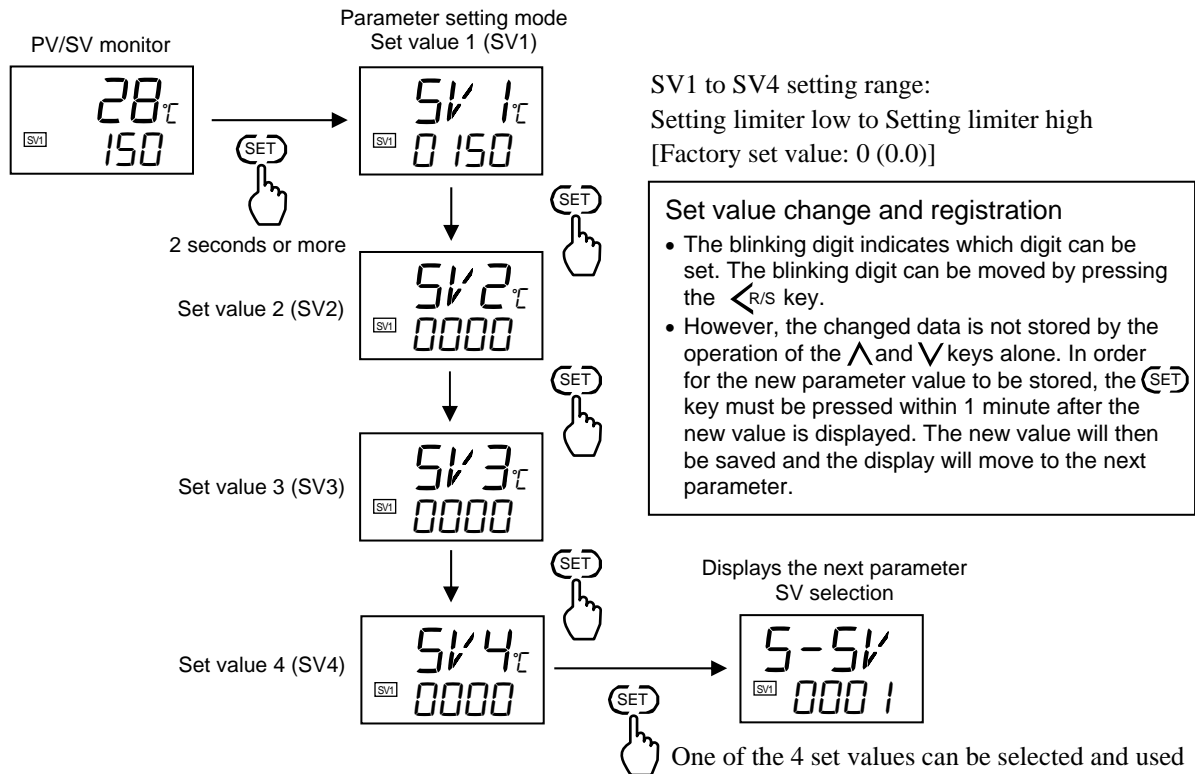 Parameter setting mode
PV/SV monitor
Set value 1 (SV1)
28℃
SV1 150
SET
2 seconds or more
SV 1℃
SV1 0150
SV1 to SV4 setting range:
Setting limiter low to Setting limiter high
[Factory set value: 0 (0.0)]
SET
Set value 2 (SV2)
SV2℃
SV1 0000
Set value change and registration
• The blinking digit indicates which digit can be
set. The blinking digit can be moved by pressing
the <R/S key.
• However, the changed data is not stored by the
operation of the ∧ and ∨ keys alone. In order
for the new parameter value to be stored, the SET
key must be pressed within 1 minute after the
new value is displayed. The new value will then
be saved and the display will move to the next
parameter.
SET
Set value 3 (SV3)
SV3℃
SV1 0000
SET
Set value 4 (SV4)
SV4℃
SV1 0000
SET
Displays the next parameter
SV selection
S-SV
SV1 0001
One of the 4 set values can be selected and used